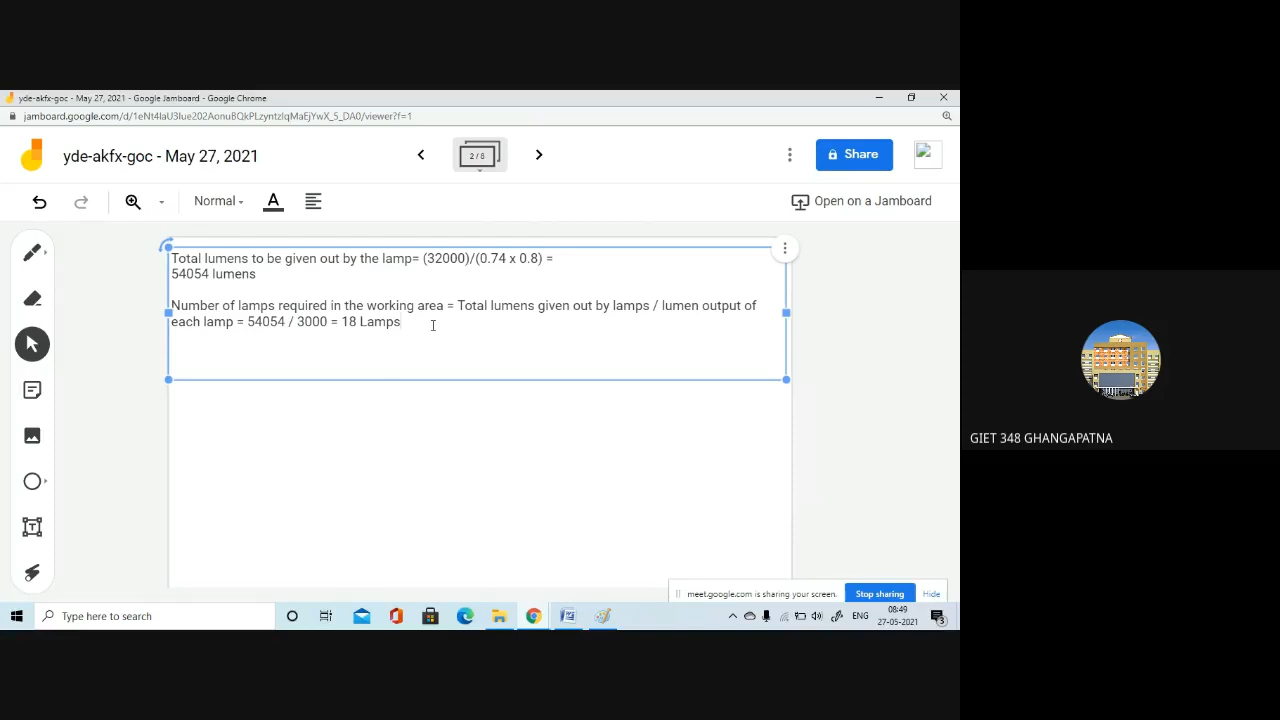 yde-akfx-goc - May 27, 2021 - Google Jamboard - Google Chrome
yde-akfx-goc - May 27, 2021
2 / 8
Share
Normal
A
Open on a Jamboard
Total lumens to be given out by the lamp= (32000)/(0.74 x 0.8) =
54054 lumens
Number of lamps required in the working area = Total lumens given out by lamps / lumen output of
each lamp = 54054 / 3000 = 18 Lamps
GIET 348 GHANGAPATNA
meet.google.com is sharing your screen.
Stop sharing
Hide
Type here to search
ENG
08:49
27-05-2021
3